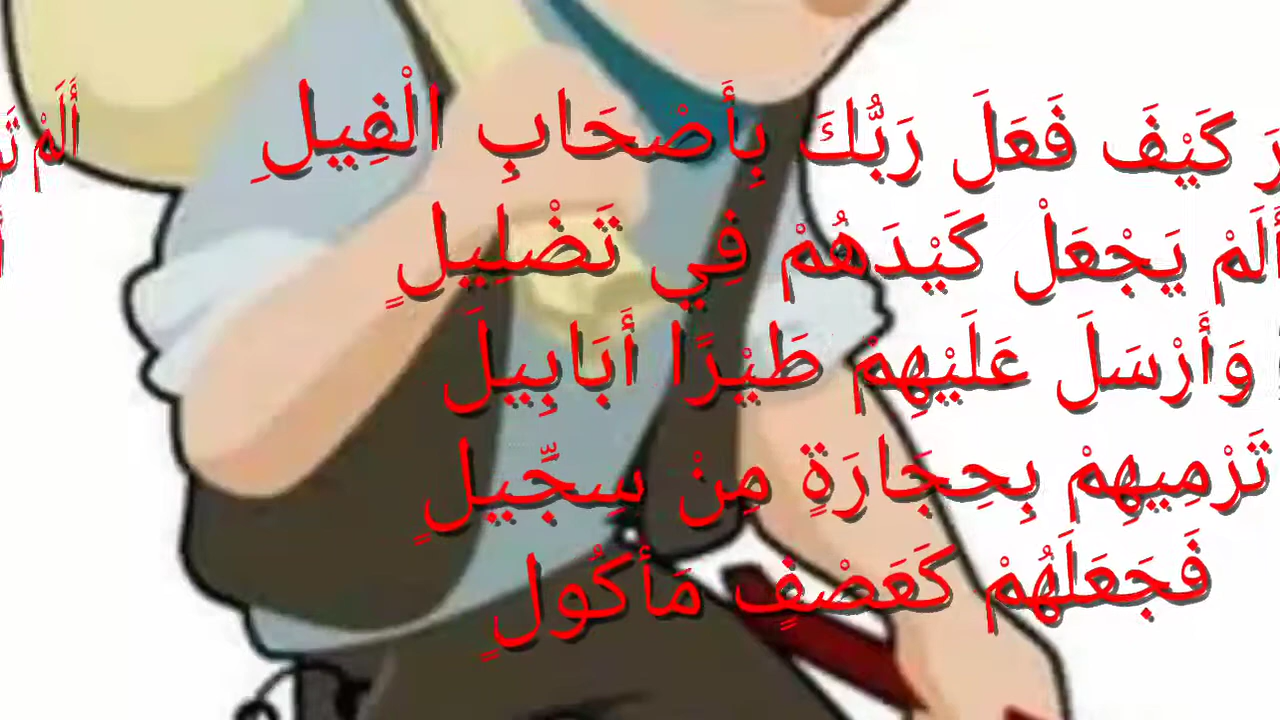 أَلَمْ تَرَ كَيْفَ فَعَلَ رَبُّكَ بِأَصْحَابِ الْفِيلِ
أَلَمْ يَجْعَلْ كَيْدَهُمْ فِي تَضْلِيلٍ
وَأَرْسَلَ عَلَيْهِمْ طَيْرًا أَبَابِيلَ
تَرْمِيهِمْ بِحِجَارَةٍ مِنْ سِجِّيلٍ
فَجَعَلَهُمْ كَعَصْفٍ مَأْكُولٍ